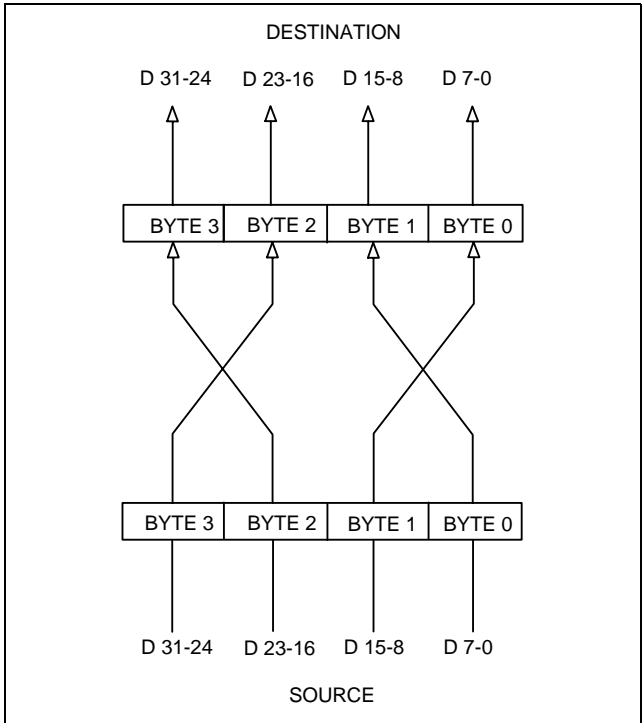 DESTINATION
D 31-24 D 23-16 D 15-8 D 7-0
BYTE 3 BYTE 2 BYTE 1 BYTE 0
BYTE 3 BYTE 2 BYTE 1 BYTE 0
D 31-24 D 23-16 D 15-8 D 7-0
SOURCE